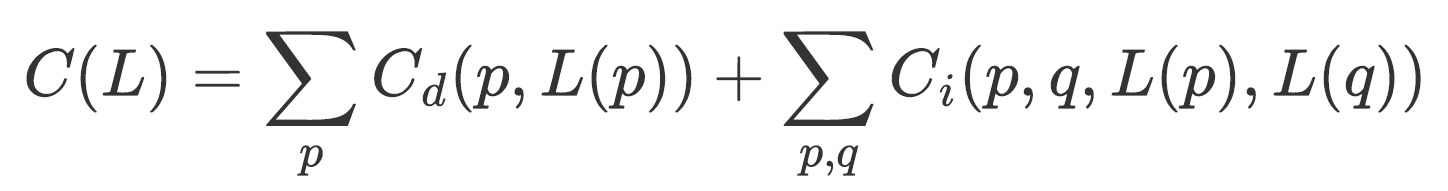 C(L) = ∑_p C_d(p, L(p)) + ∑_{p,q} C_i(p, q, L(p), L(q))